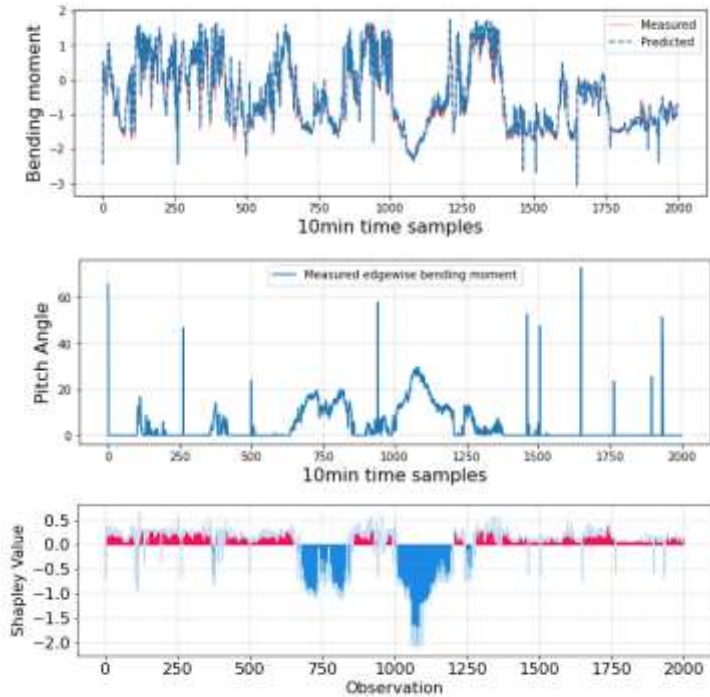 2
1
0
−1
−2
−3
Bending moment
Measured
Predicted
0 250 500 750 1000 1250 1500 1750 2000
10min time samples
60
40
20
0
Pitch Angle
Measured edgewise bending moment
0 250 500 750 1000 1250 1500 1750 2000
10min time samples
0.5
0.0
−0.5
−1.0
−1.5
−2.0
Shapley Value
0 250 500 750 1000 1250 1500 1750 2000
Observation